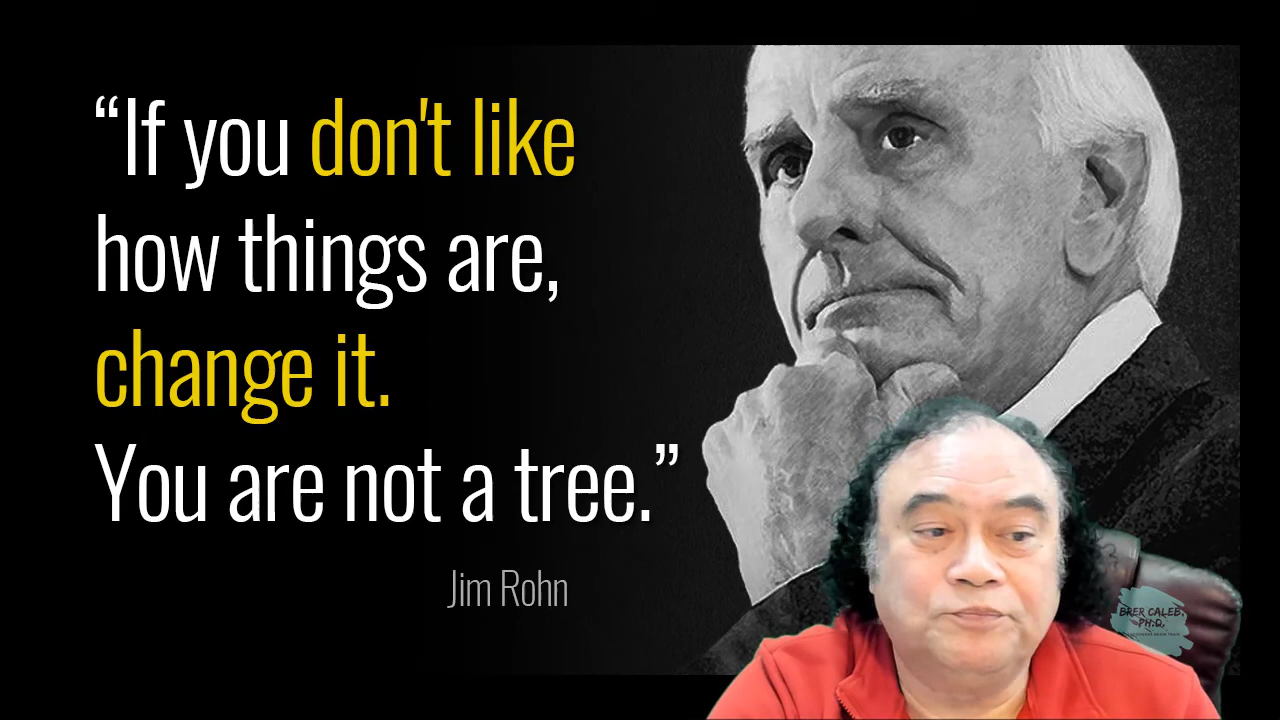 “If you don't like
how things are,
change it.
You are not a tree.”
Jim Rohn
BRER CALEB,
PH.D.